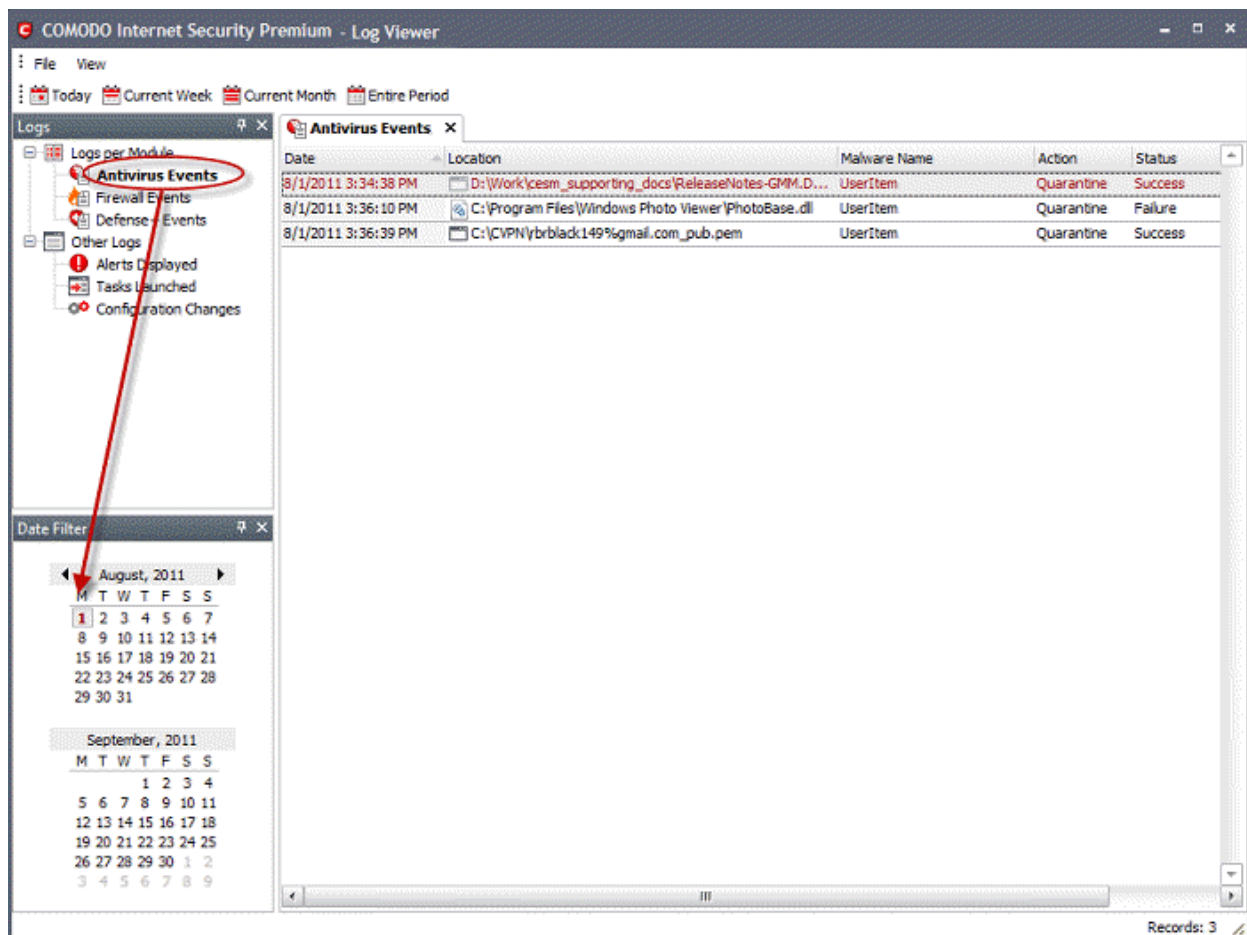 COMODO Internet Security Premium - Log Viewer
File View
Today Current Week Current Month Entire Period
Logs
Logs per Module
Antivirus Events
Firewall Events
Defense+ Events
Other Logs
Alerts Displayed
Tasks Launched
Configuration Changes
Antivirus Events
Date Location Malware Name Action Status
8/1/2011 3:34:38 PM D:\Work\cesm_supporting_docs\ReleaseNotes-GMM.D... UserItem Quarantine Success
8/1/2011 3:36:10 PM C:\Program Files\Windows Photo Viewer\PhotoBase.dll UserItem Quarantine Failure
8/1/2011 3:36:39 PM C:\CVPN\rbrblack149%gmail.com_pub.pem UserItem Quarantine Success
Date Filter
August, 2011
M T W T F S S
1 2 3 4 5 6 7
8 9 10 11 12 13 14
15 16 17 18 19 20 21
22 23 24 25 26 27 28
29 30 31
September, 2011
M T W T F S S
1 2 3 4
5 6 7 8 9 10 11
12 13 14 15 16 17 18
19 20 21 22 23 24 25
26 27 28 29 30 1 2
3 4 5 6 7 8 9
Records: 3